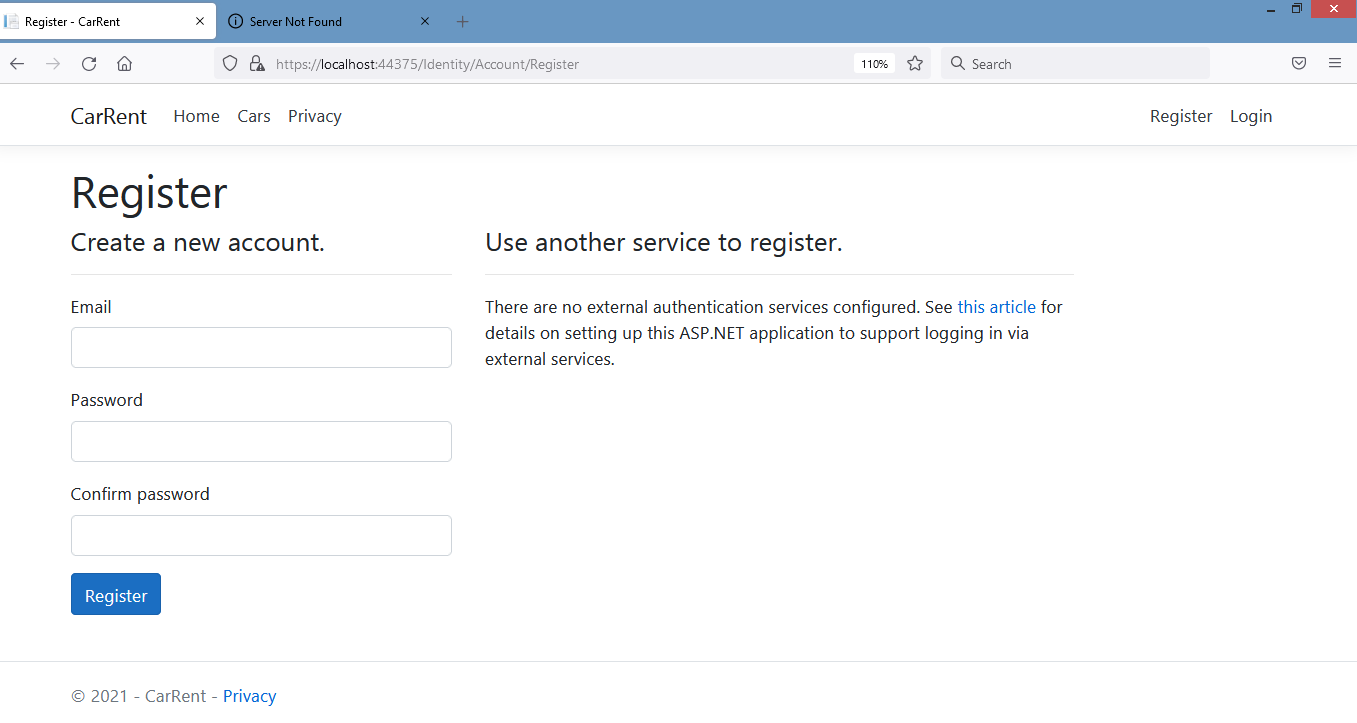 Register - CarRent
Server Not Found
https://localhost:44375/Identity/Account/Register
110%
Search
CarRent Home Cars Privacy Register Login
Register
Create a new account.
Use another service to register.
Email
Password
Confirm password
Register
There are no external authentication services configured. See this article for
details on setting up this ASP.NET application to support logging in via
external services.
© 2021 - CarRent - Privacy